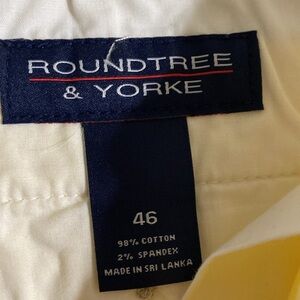 ROUNDTREE
& YORKE
46
98% COTTON
2% SPANDEX
MADE IN SRI LANKA